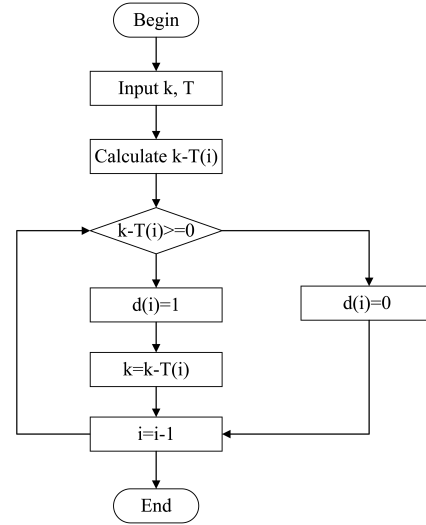 Begin
Input k, T
Calculate k-T(i)
k-T(i)>=0
d(i)=1
d(i)=0
k=k-T(i)
i=i-1
End